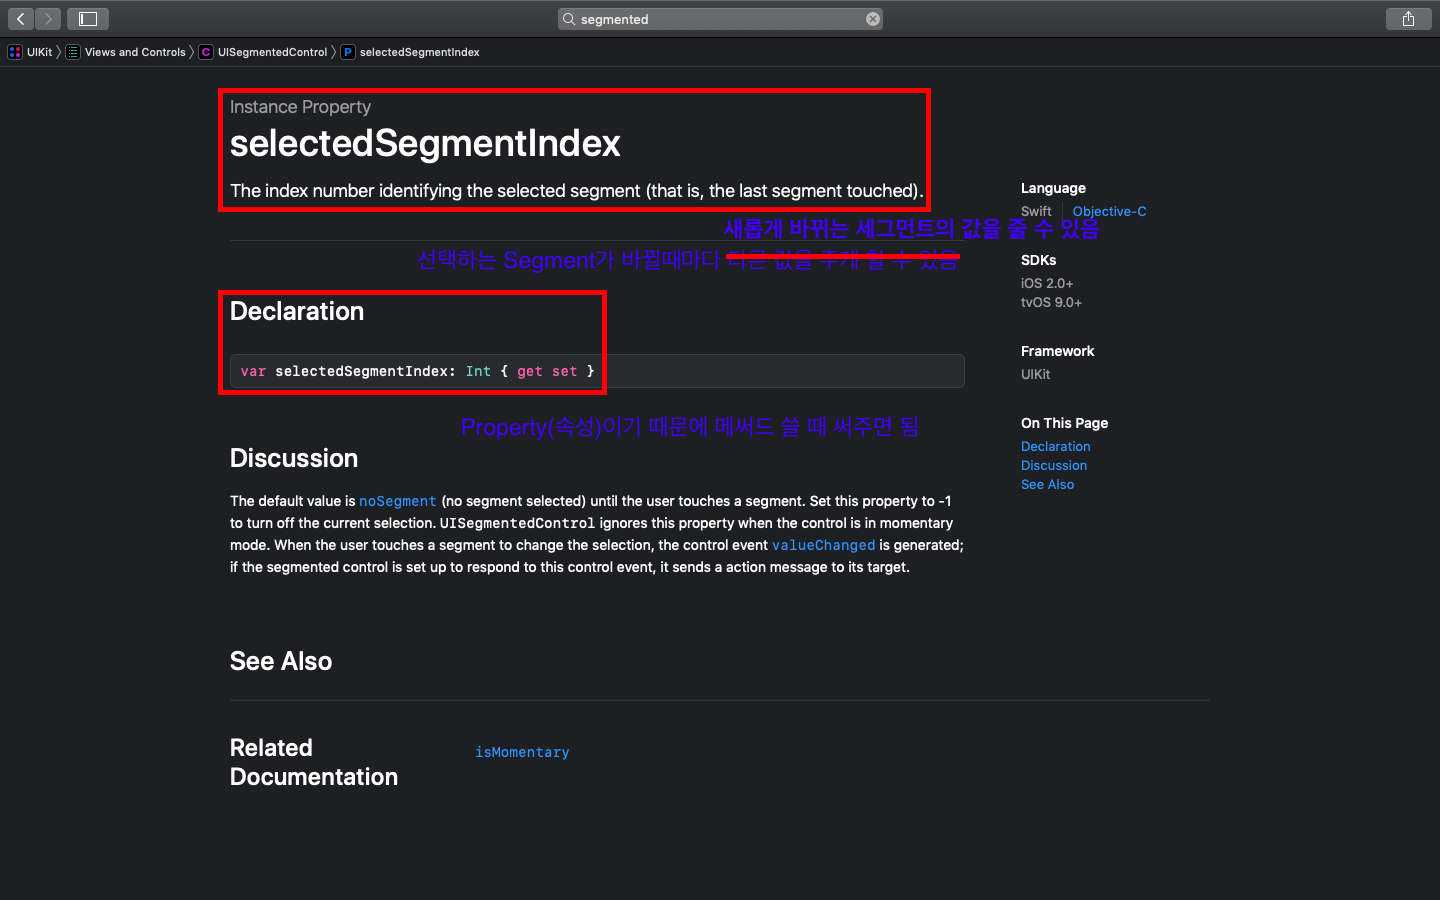 segmented
UIKit
Views and Controls
C UISegmentedControl
P selectedSegmentIndex
Instance Property
selectedSegmentIndex
The index number identifying the selected segment (that is, the last segment touched).
Language
Swift Objective-C
새롭게 바뀌는 세그먼트의 값을 줄 수 있음
선택하는 Segment가 바뀔때마다 다른 값을 주게 할 수 있음
SDKs
iOS 2.0+
tvOS 9.0+
Declaration
var selectedSegmentIndex: Int { get set }
Framework
UIKit
Property(속성)이기 때문에 메써드 쓸 때 써주면 됨
On This Page
Declaration
Discussion
See Also
Discussion
The default value is noSegment (no segment selected) until the user touches a segment. Set this property to -1
to turn off the current selection. UISegmentedControl ignores this property when the control is in momentary
mode. When the user touches a segment to change the selection, the control event valueChanged is generated;
if the segmented control is set up to respond to this control event, it sends a action message to its target.
See Also
Related
Documentation
isMomentary